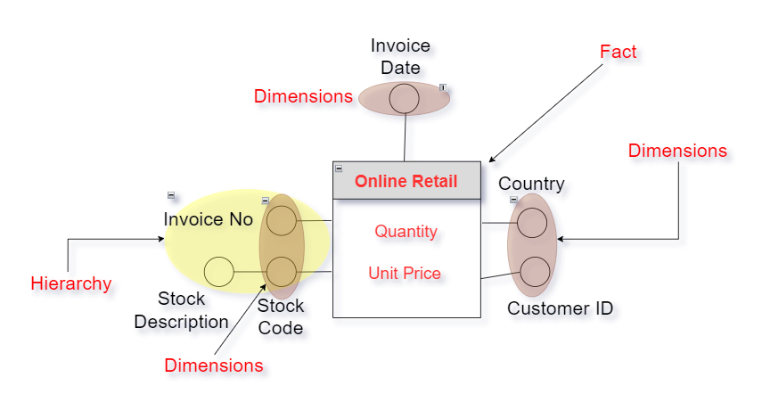 Invoice
Date
Fact
Dimensions
Dimensions
Online Retail
Country
Invoice No
Quantity
Unit Price
Hierarchy
Stock
Description
Stock
Code
Customer ID
Dimensions